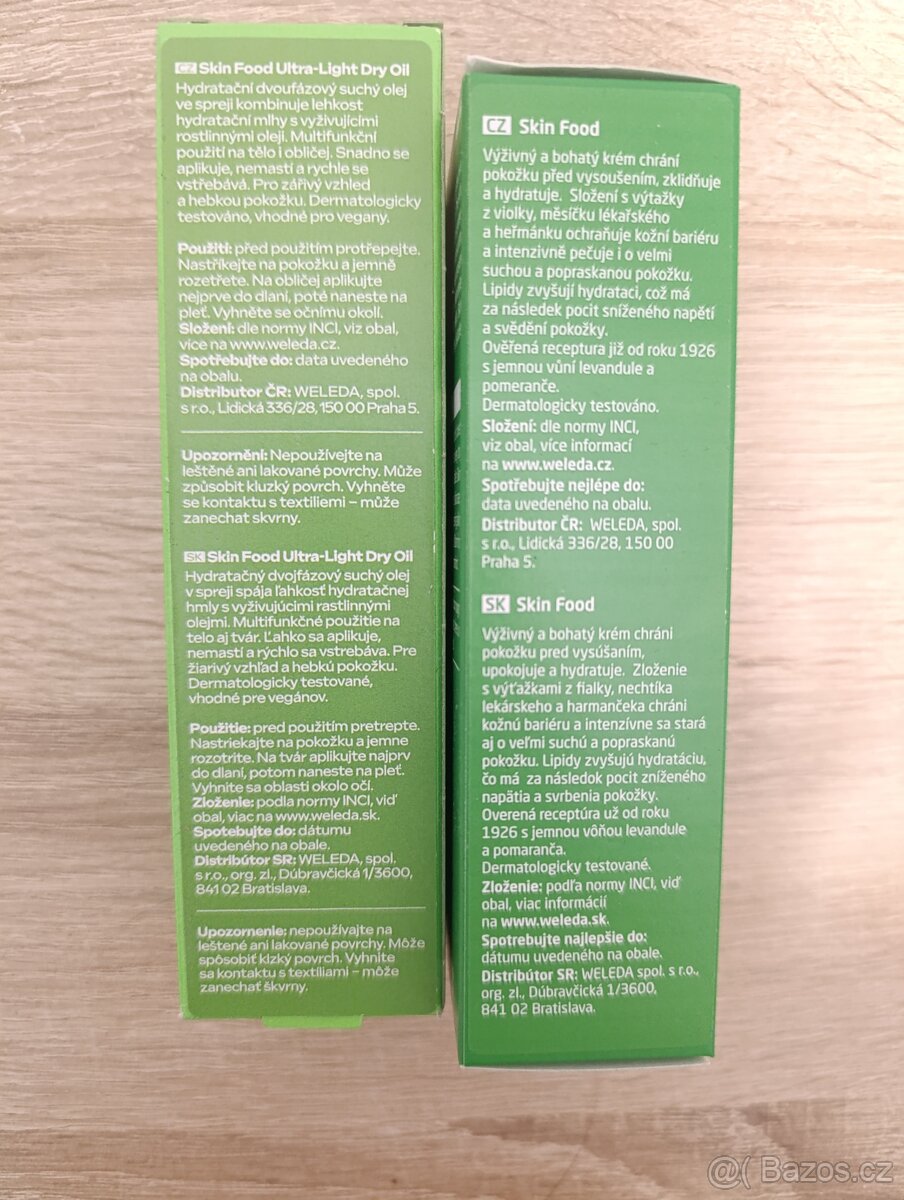 CZ Skin Food Ultra-Light Dry Oil
Hydratační dvoufázový suchý olej
ve spreji kombinuje lehkost
hydratační mlhy s vyživujícími
rostlinnými oleji. Multifunkční
použití na tělo i obličej. Snadno se
aplikuje, nemastí a rychle se
vstřebává. Pro zářivý vzhled
a hebkou pokožku. Dermatologicky
testováno, vhodné pro vegany.
Použití: před použitím protřepejte.
Nastříkejte na pokožku a jemně
rozetřete. Na obličej aplikujte
nejprve do dlaní, poté naneste na
pleť. Vyhněte se očnímu okolí.
Složení: dle normy INCI, viz obal,
více na www.weleda.cz.
Spotřebujte do: data uvedeného
na obalu.
Distributor ČR: WELEDA, spol.
s r.o., Lidická 336/28, 150 00 Praha 5.
Upozornění: Nepoužívejte na
leštěné ani lakované povrchy. Může
způsobit kluzký povrch. Vyhněte
se kontaktu s textiliemi – může
zanechat skvrny.
SK Skin Food Ultra-Light Dry Oil
Hydratačný dvojfázový suchý olej
v spreji spája ľahkosť hydratačnej
hmly s vyživujúcimi rastlinnými
olejmi. Multifunkčné použitie na
telo aj tvár. Ľahko sa aplikuje,
nemastí a rýchlo sa vstrebáva. Pre
žiarivý vzhľad a hebkú pokožku.
Dermatologicky testované,
vhodné pre vegánov.
Použitie: pred použitím pretrepte.
Nastriekajte na pokožku a jemne
rozotrite. Na tvár aplikujte najprv
do dlaní, potom naneste na pleť.
Vyhnite sa oblasti okolo očí.
Zloženie: podla normy INCI, viď
obal, viac na www.weleda.sk.
Spotebujte do: dátumu
uvedeného na obale.
Distribútor SR: WELEDA, spol.
s r.o., org. zl., Dúbravčická 1/3600,
841 02 Bratislava.
Upozornenie: nepoužívajte na
leštené ani lakované povrchy. Môže
spôsobiť klzký povrch. Vyhnite
sa kontaktu s textíliami – môže
zanechať škvrny.
CZ Skin Food
Výživný a bohatý krém chrání
pokožku před vysoušením, zklidňuje
a hydratuje. Složení s výtažky
z violky, měsíčku lékařského
a heřmánku ochraňuje kožní bariéru
a intenzivně pečuje i o velmi
suchou a popraskanou pokožku.
Lipidy zvyšují hydrataci, což má
za následek pocit sníženého napětí
a svědění pokožky.
Ověřená receptura již od roku 1926
s jemnou vůní levandule a
pomeranče.
Dermatologicky testováno.
Složení: dle normy INCI,
viz obal, více informací
na www.weleda.cz.
Spotřebujte nejlépe do:
data uvedeného na obalu.
Distributor ČR: WELEDA, spol.
s r.o., Lidická 336/28, 150 00
Praha 5.
SK Skin Food
Výživný a bohatý krém chráni
pokožku pred vysúšaním,
upokojuje a hydratuje. Zloženie
s výťažkami z fialky, nechtíka
lekárskeho a harmančeka chráni
kožnú bariéru a intenzívne sa stará
aj o veľmi suchú a popraskanú
pokožku. Lipidy zvyšujú hydratáciu,
čo má za následok pocit zníženého
napätia a svrbenia pokožky.
Overená receptúra už od roku
1926 s jemnou vôňou levandule
a pomaranča.
Dermatologicky testované.
Zloženie: podľa normy INCI, viď
obal, viac informácií
na www.weleda.sk.
Spotrebujte najlepšie do:
dátumu uvedeného na obale.
Distribútor SR: WELEDA spol. s r.o.,
org. zl., Dúbravčická 1/3600,
841 02 Bratislava.
@( Bazos.cz